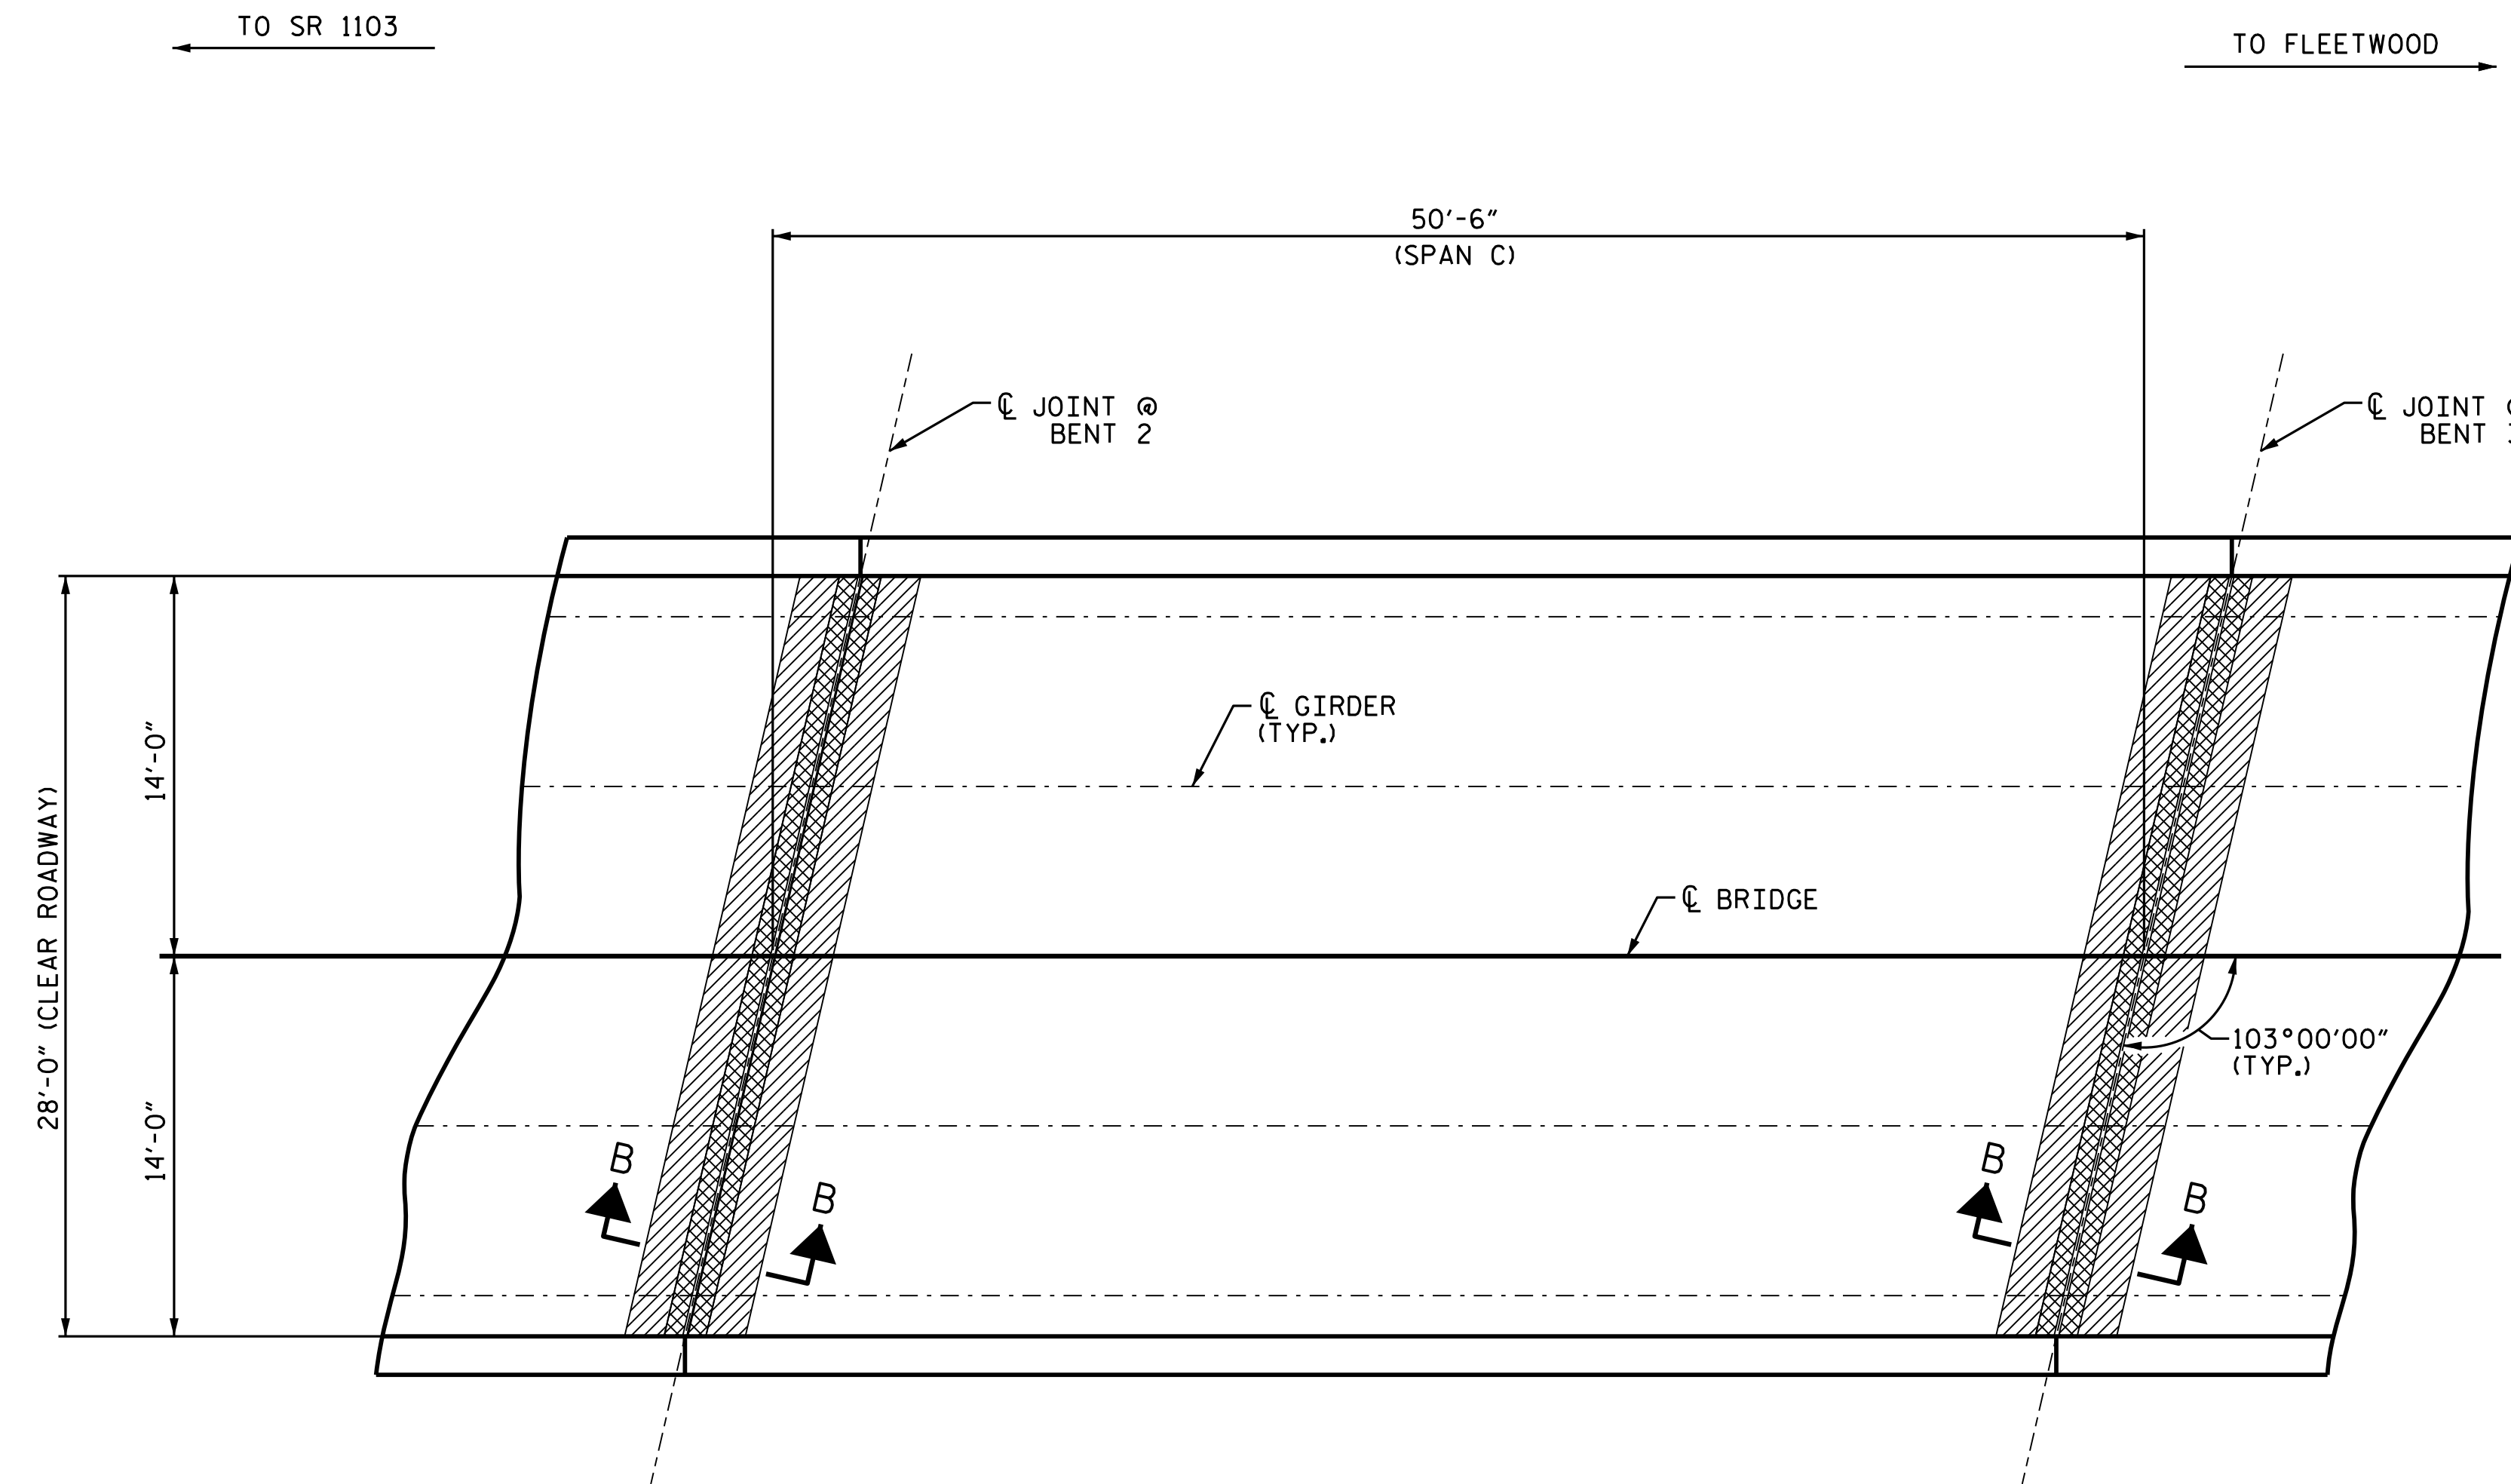 TO SR 1103
TO FLEETWOOD
50'-6"
(SPAN C)
℄ JOINT @
BENT 2
℄ JOINT
BENT
℄ GIRDER
(TYP.)
14'-0"
28'-0" (CLEAR ROADWAY)
℄ BRIDGE
103°00'00"
(TYP.)
14'-0"
B
B
B
B